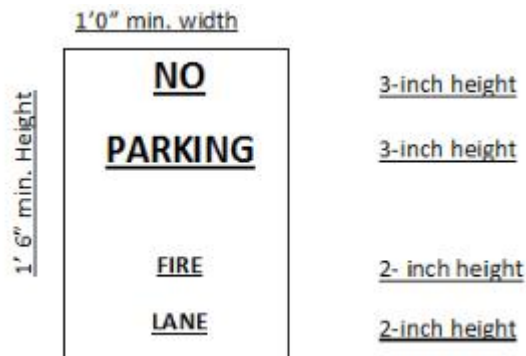 1’0” min. width
1’ 6” min. Height
NO
3-inch height
PARKING
3-inch height
FIRE
2- inch height
LANE
2-inch height